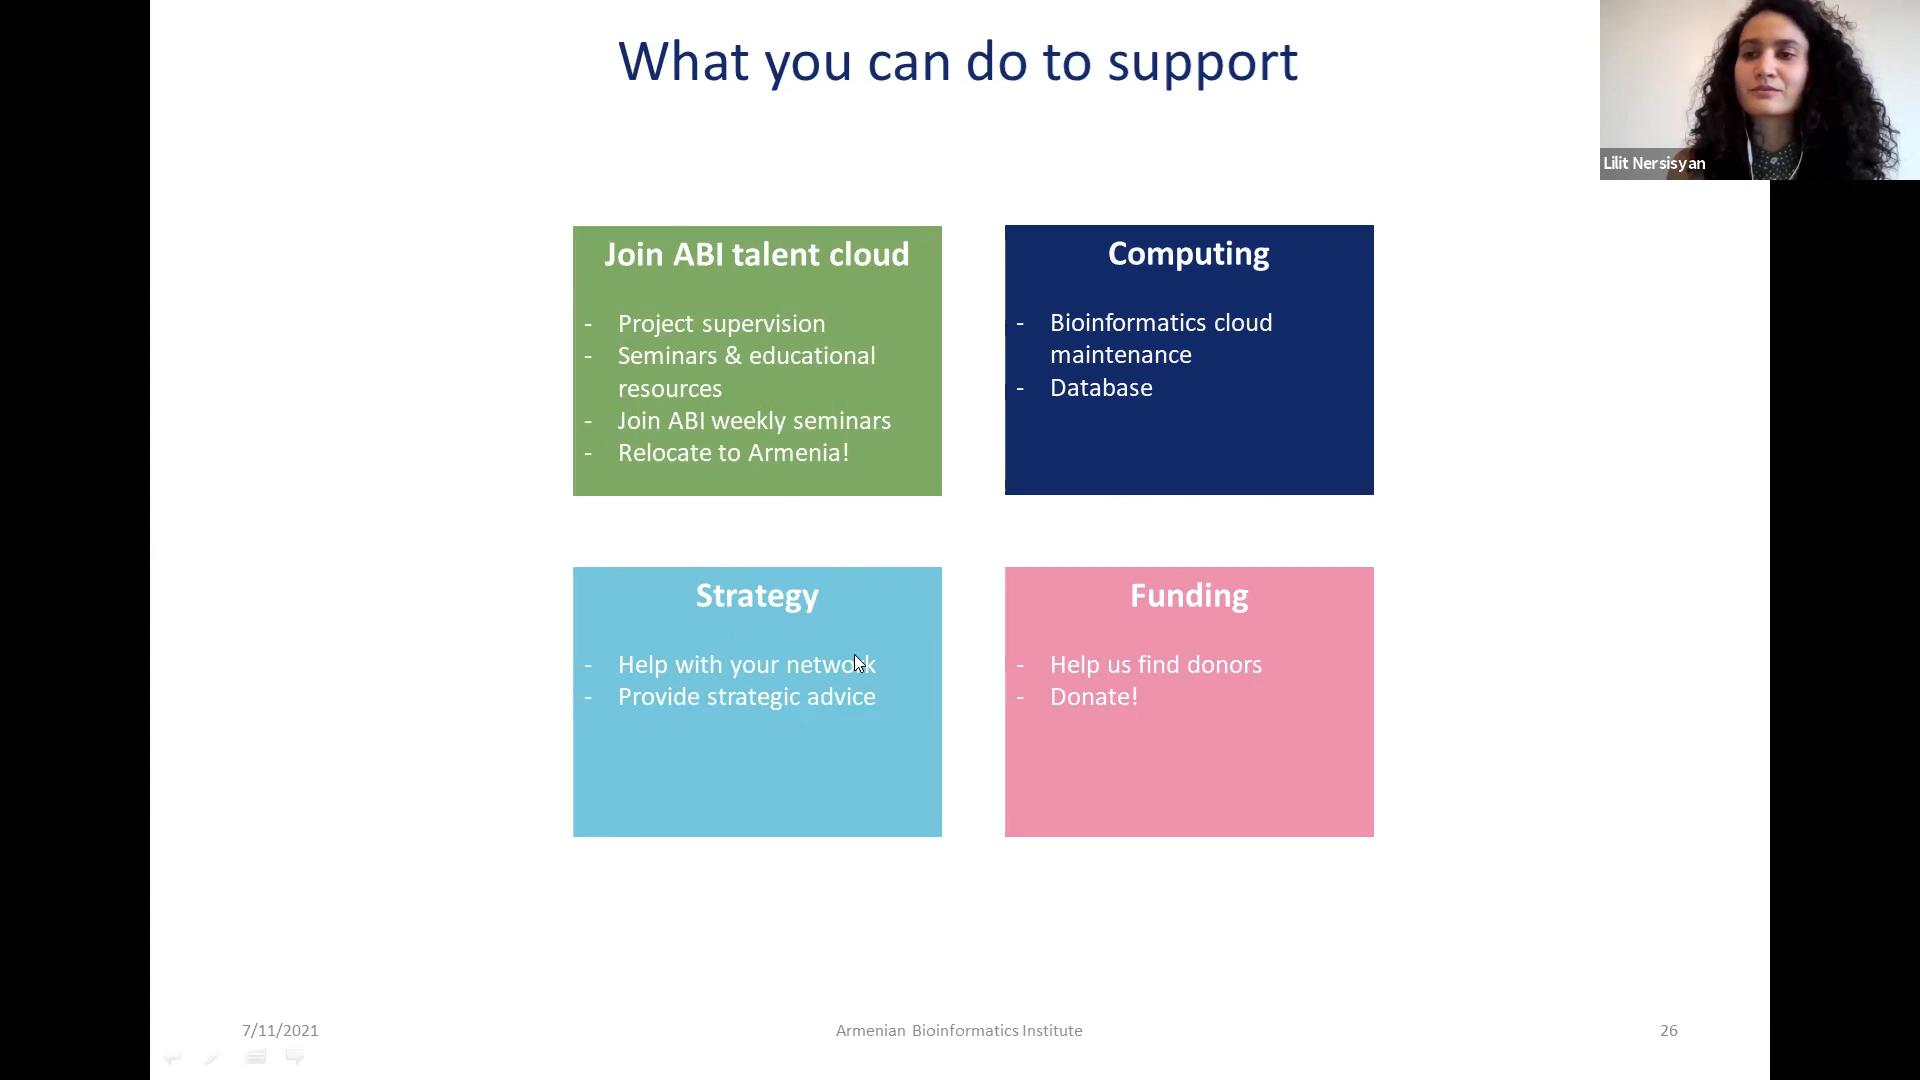 What you can do to support
Lilit Nersisyan
Join ABI talent cloud
- Project supervision
- Seminars & educational
resources
- Join ABI weekly seminars
- Relocate to Armenia!
Computing
- Bioinformatics cloud
maintenance
- Database
Strategy
- Help with your network
- Provide strategic advice
Funding
- Help us find donors
- Donate!
7/11/2021
Armenian Bioinformatics Institute
26